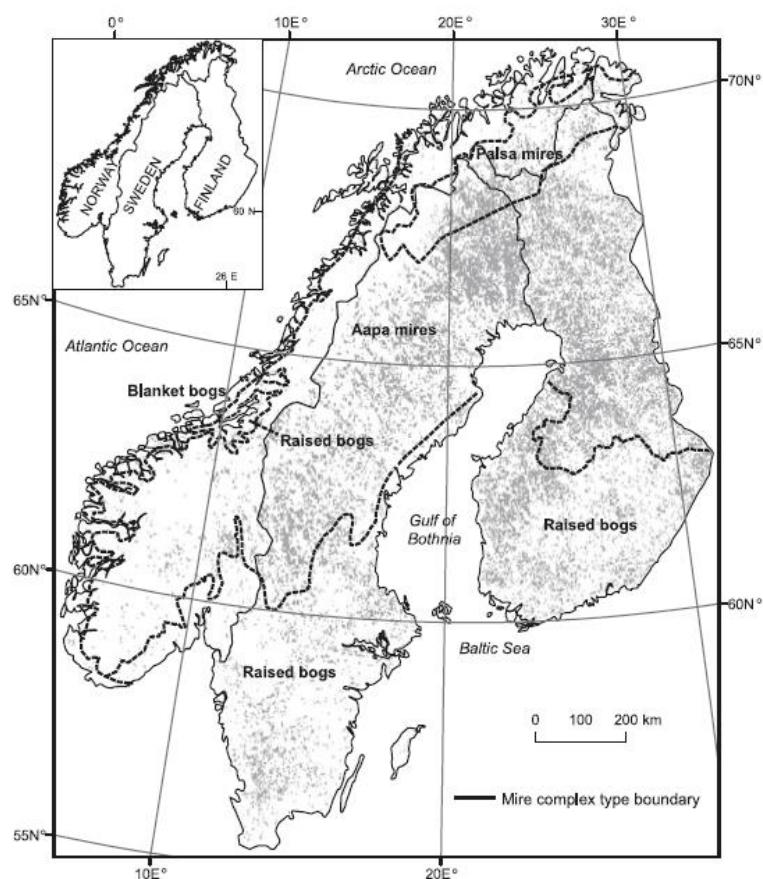 0°
10E°
20E°
30E°
Arctic Ocean
70N°
NORWAY
SWEDEN
FINLAND
60 N
26 E
Palsa mires
65N°
Aapa mires
65N°
Atlantic Ocean
Blanket bogs
Raised bogs
Gulf of
Bothnia
Raised bogs
60N°
60N°
Baltic Sea
Raised bogs
0 100 200 km
Mire complex type boundary
55N°
10E°
20E°